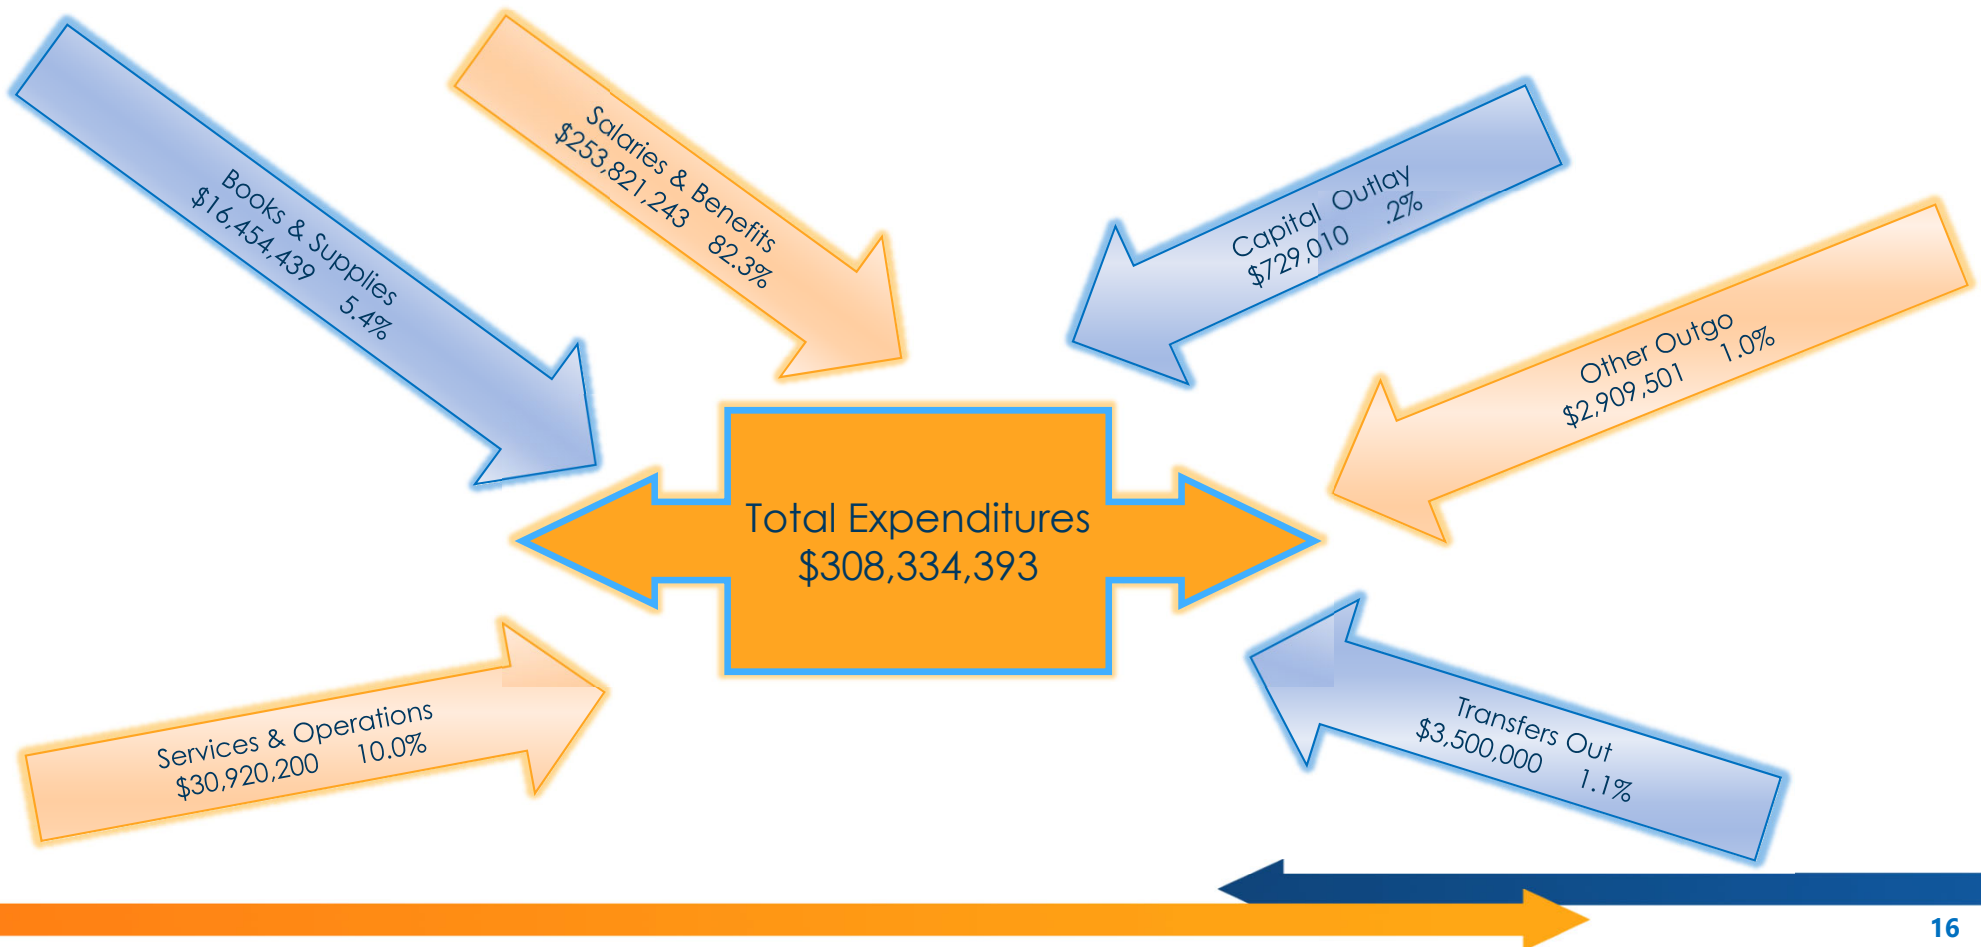 Books & Supplies
$16,454,439 5.4%
Salaries & Benefits
$253,821,243 82.3%
Capital Outlay
$729,010 .2%
Other Outgo
$2,909,501 1.0%
Total Expenditures
$308,334,393
Services & Operations
$30,920,200 10.0%
Transfers Out
$3,500,000 1.1%
16